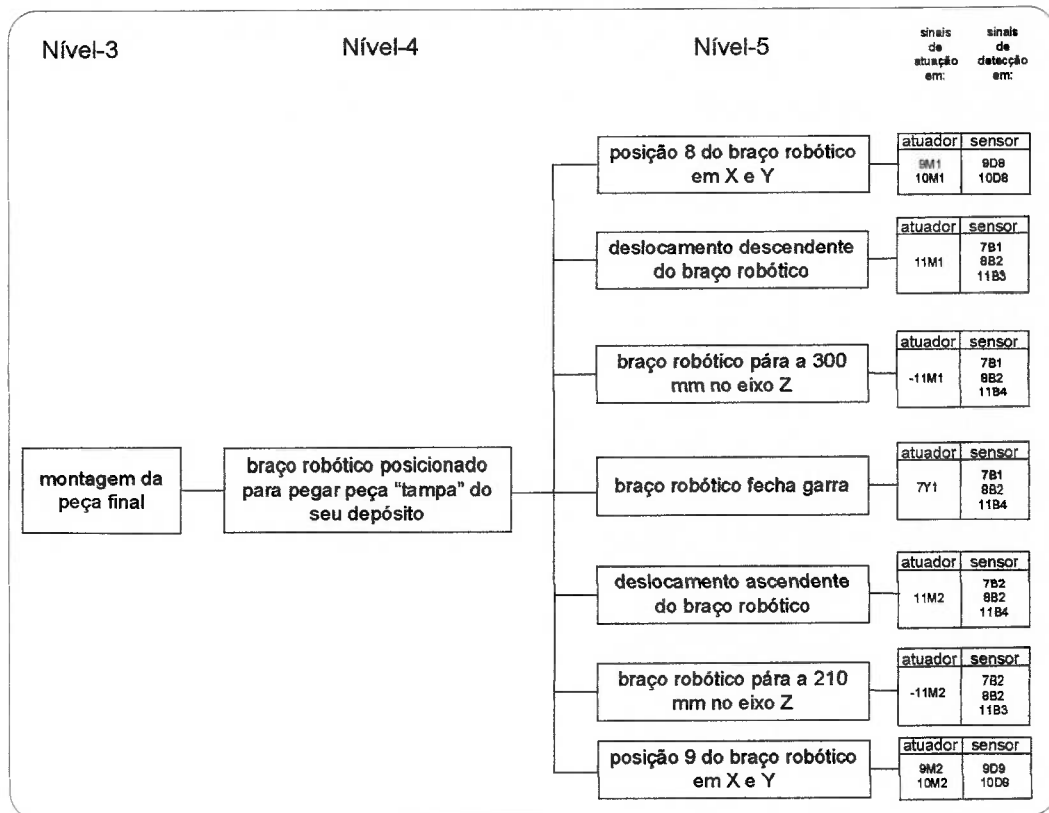 Nível-3
Nível-4
Nível-5
sinais
de
atuação
em:
sinais
de
detecção
em:
posição 8 do braço robótico
em X e Y
atuador sensor
9M1 9D8
10M1 10D8
deslocamento descendente
do braço robótico
atuador sensor
11M1
7B1
8B2
11B3
braço robótico pára a 300
mm no eixo Z
atuador sensor
-11M1
7B1
8B2
11B4
montagem da
peça final
braço robótico posicionado
para pegar peça "tampa" do
seu depósito
braço robótico fecha garra
atuador sensor
7Y1
7B1
8B2
11B4
deslocamento ascendente
do braço robótico
atuador sensor
11M2
7B2
8B2
11B4
braço robótico pára a 210
mm no eixo Z
atuador sensor
-11M2
7B2
8B2
11B3
posição 9 do braço robótico
em X e Y
atuador sensor
9M2 9D9
10M2 10D8